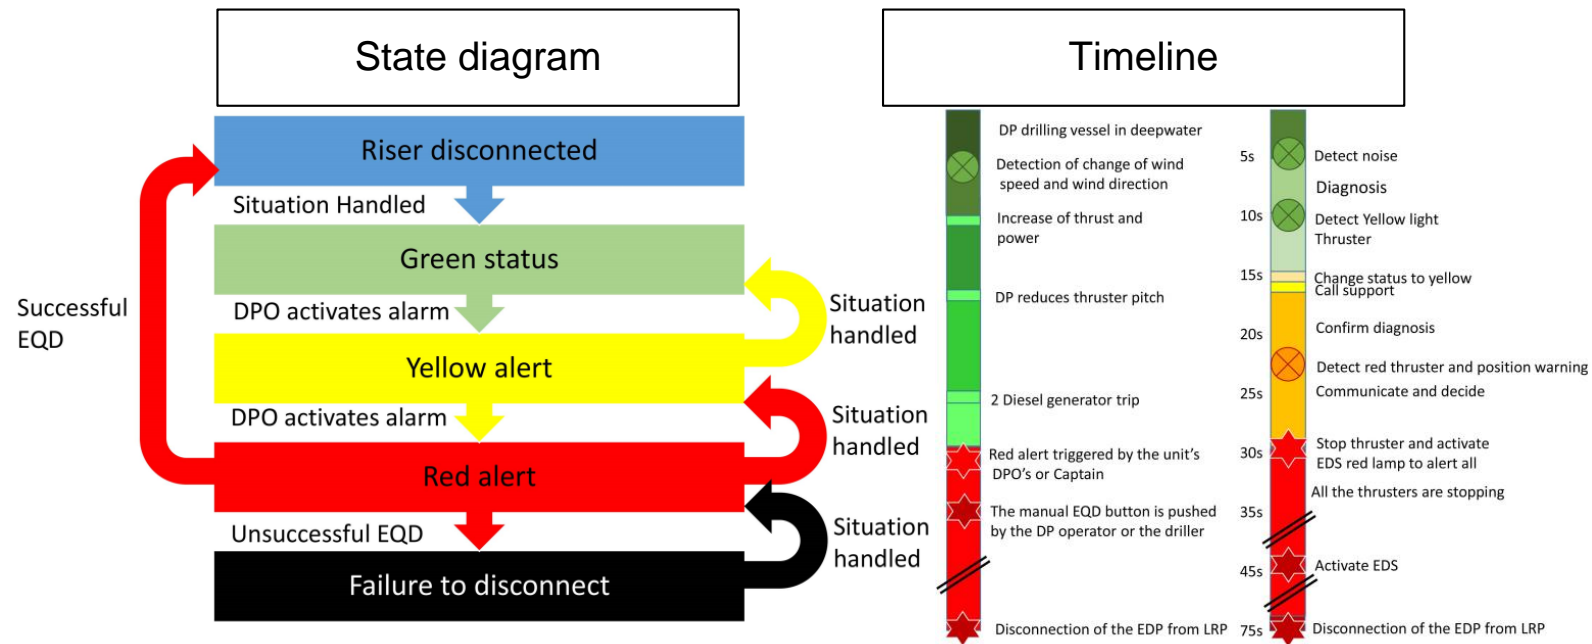 State diagram
Riser disconnected
Situation Handled
Green status
DPO activates alarm
Yellow alert
DPO activates alarm
Red alert
Unsuccessful EQD
Failure to disconnect
Successful
EQD
Situation
handled
Situation
handled
Situation
handled
Timeline
DP drilling vessel in deepwater
Detection of change of wind
speed and wind direction
Increase of thrust and
power
DP reduces thruster pitch
2 Diesel generator trip
Red alert triggered by the unit's
DPO's or Captain
The manual EQD button is pushed
by the DP operator or the driller
Disconnection of the EDP from LRP
5s
Detect noise
Diagnosis
10s
Detect Yellow light
Thruster
15s
Change status to yellow
Call support
20s
Confirm diagnosis
Detect red thruster and position warning
25s
Communicate and decide
30s
Stop thruster and activate
EDS red lamp to alert all
All the thrusters are stopping
35s
45s
Activate EDS
75s
Disconnection of the EDP from LRP